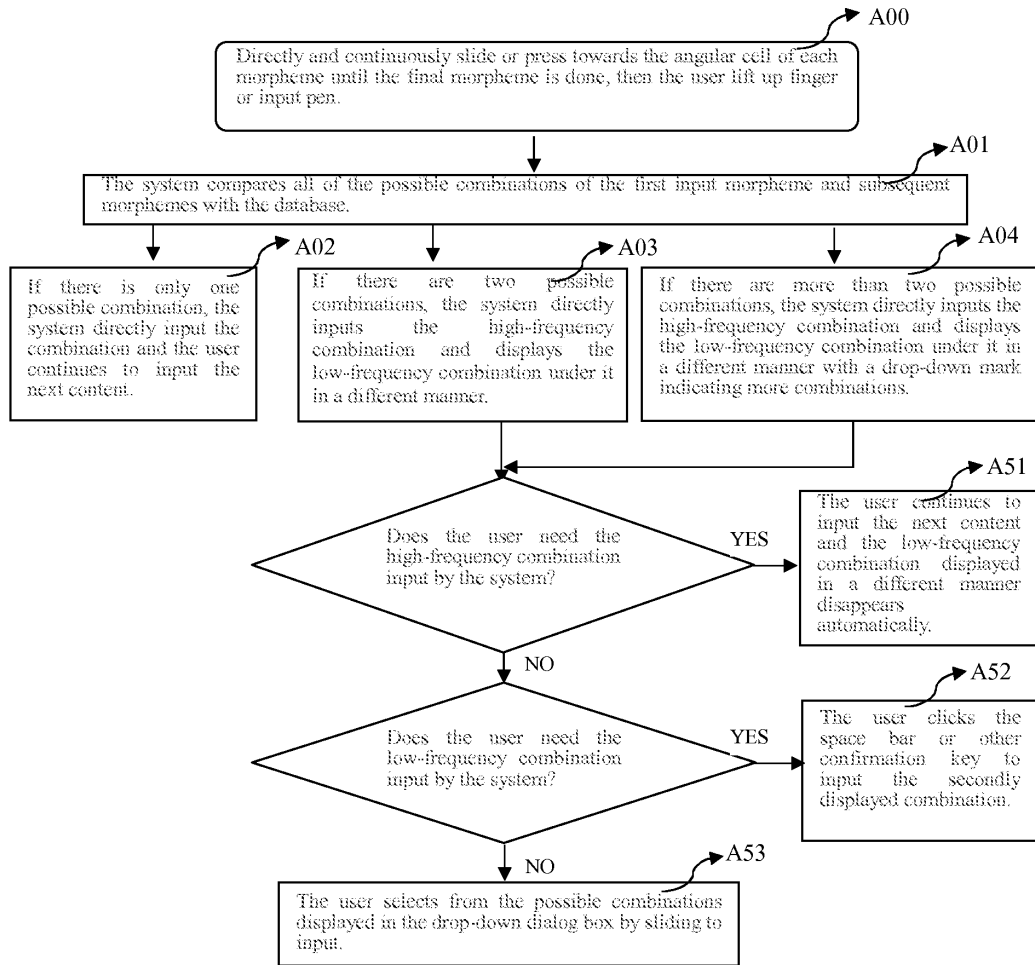 A00
Directly and continuously slide or press towards the angular cell of each
morpheme until the final morpheme is done, then the user lift up finger
or input pen.
A01
The system compares all of the possible combinations of the first input morpheme and subsequent
morphemes with the database.
A02
If there is only one
possible combination, the
system directly input the
combination and the user
continues to input the
next content.
A03
If there are two possible
combinations, the system directly
inputs the high-frequency
combination and displays the
low-frequency combination under it
in a different manner.
A04
If there are more than two possible
combinations, the system directly inputs the
high-frequency combination and displays
the low-frequency combination under it in
a different manner with a drop-down mark
indicating more combinations.
Does the user need the
high-frequency combination
input by the system?
YES
A51
The user continues to
input the next content
and the low-frequency
combination displayed
in a different manner
disappears
automatically.
NO
Does the user need the
low-frequency combination
input by the system?
YES
A52
The user clicks the
space bar or other
confirmation key to
input the secondly
displayed combination.
NO
A53
The user selects from the possible combinations
displayed in the drop-down dialog box by sliding to
input.